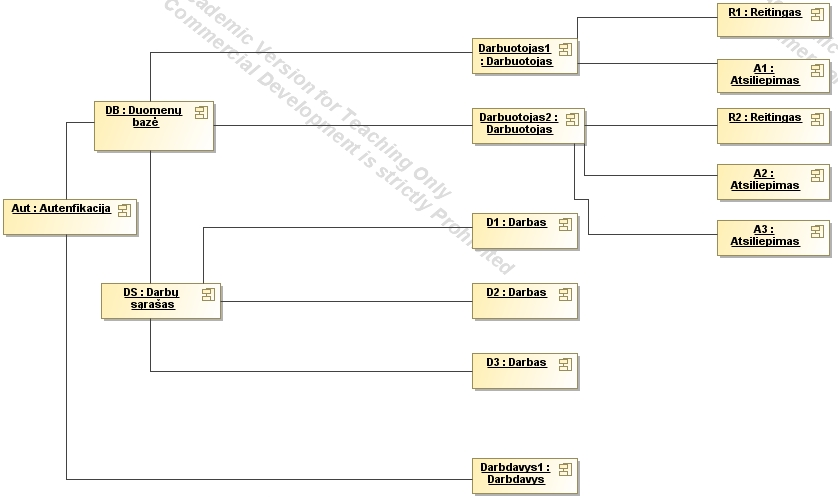 R1 : Reitingas
Darbuotojas1
: Darbuotojas
A1 :
Atsiliepimas
DB : Duomenų
bazė
Darbuotojas2 :
Darbuotojas
R2 : Reitingas
A2 :
Atsiliepimas
Aut : Autenfikacija
D1 : Darbas
A3 :
Atsiliepimas
DS : Darbų
sąrašas
D2 : Darbas
D3 : Darbas
Darbdavys1 :
Darbdavys
Academic Version for Teaching Only
Commercial Development is strictly Prohibited